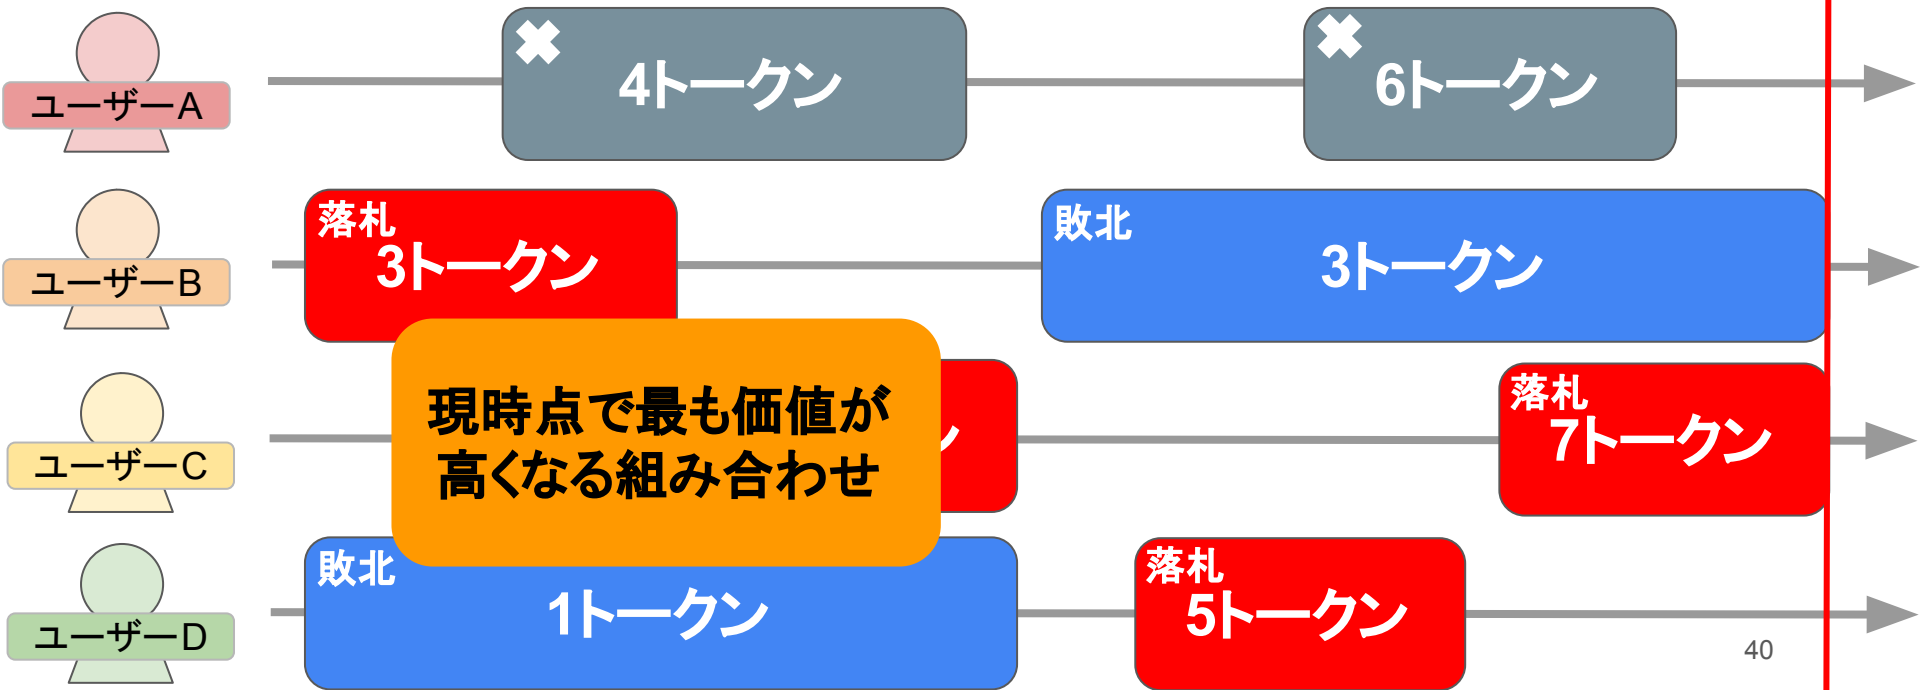 ユーザーA
4トークン
6トークン
ユーザーB
落札
3トークン
敗北
3トークン
ユーザーC
現時点で最も価値が
高くなる組み合わせ
落札
7トークン
ユーザーD
敗北
1トークン
落札
5トークン
40